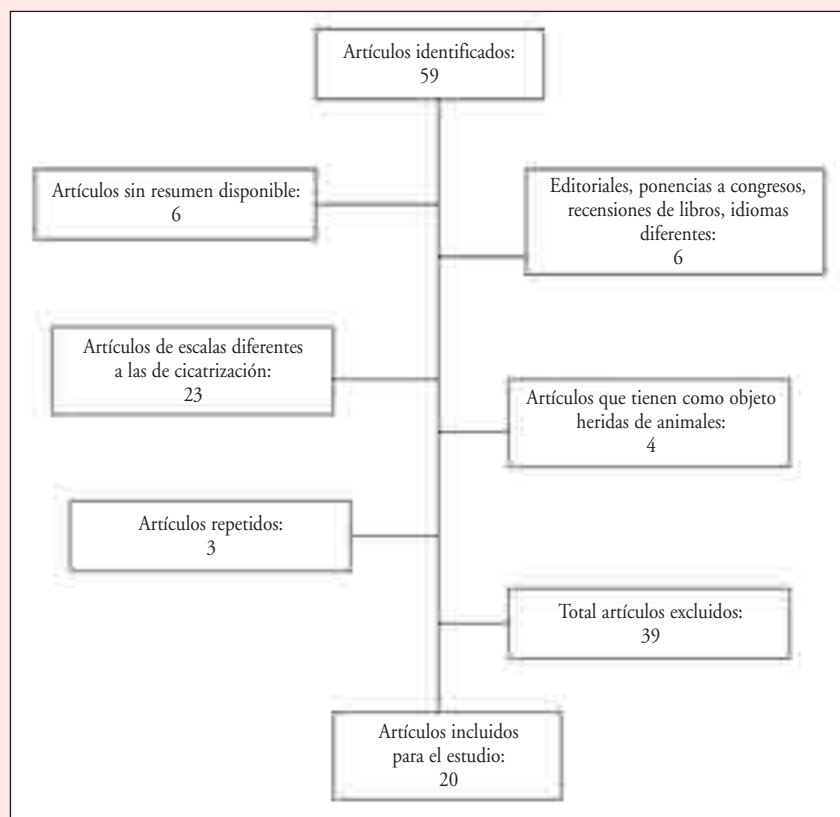 Artículos identificados:
59
Artículos sin resumen disponible:
6
Editoriales, ponencias a congresos,
recensiones de libros, idiomas
diferentes:
6
Artículos de escalas diferentes
a las de cicatrización:
23
Artículos que tienen como objeto
heridas de animales:
4
Artículos repetidos:
3
Total artículos excluidos:
39
Artículos incluidos
para el estudio:
20